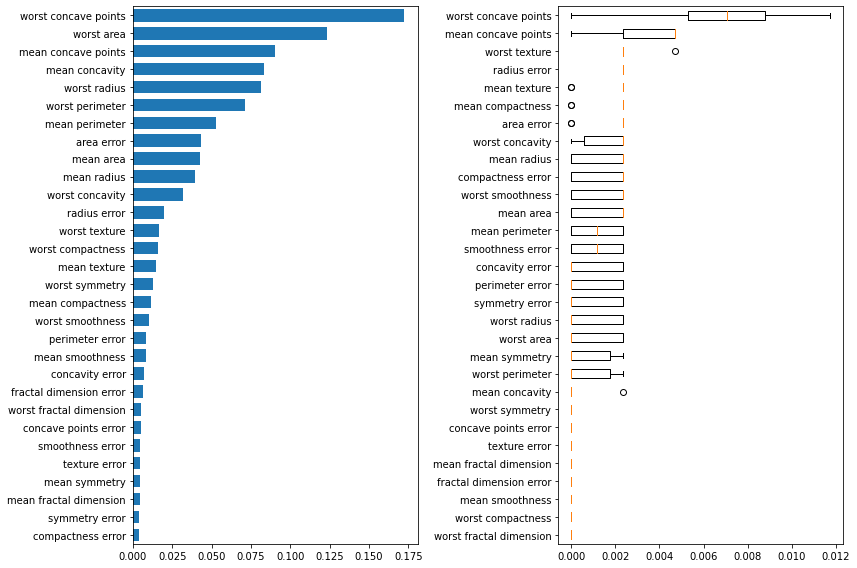 worst concave points
worst area
mean concave points
mean concavity
worst radius
worst perimeter
mean perimeter
area error
mean area
mean radius
worst concavity
radius error
worst texture
worst compactness
mean texture
worst symmetry
mean compactness
worst smoothness
perimeter error
mean smoothness
concavity error
fractal dimension error
worst fractal dimension
concave points error
smoothness error
texture error
mean symmetry
mean fractal dimension
symmetry error
compactness error
0.000 0.025 0.050 0.075 0.100 0.125 0.150 0.175
worst concave points
mean concave points
worst texture
radius error
mean texture
mean compactness
area error
worst concavity
mean radius
compactness error
worst smoothness
mean area
mean perimeter
smoothness error
concavity error
perimeter error
symmetry error
worst radius
worst area
mean symmetry
worst perimeter
mean concavity
worst symmetry
concave points error
texture error
mean fractal dimension
fractal dimension error
mean smoothness
worst compactness
worst fractal dimension
0.000 0.002 0.004 0.006 0.008 0.010 0.012